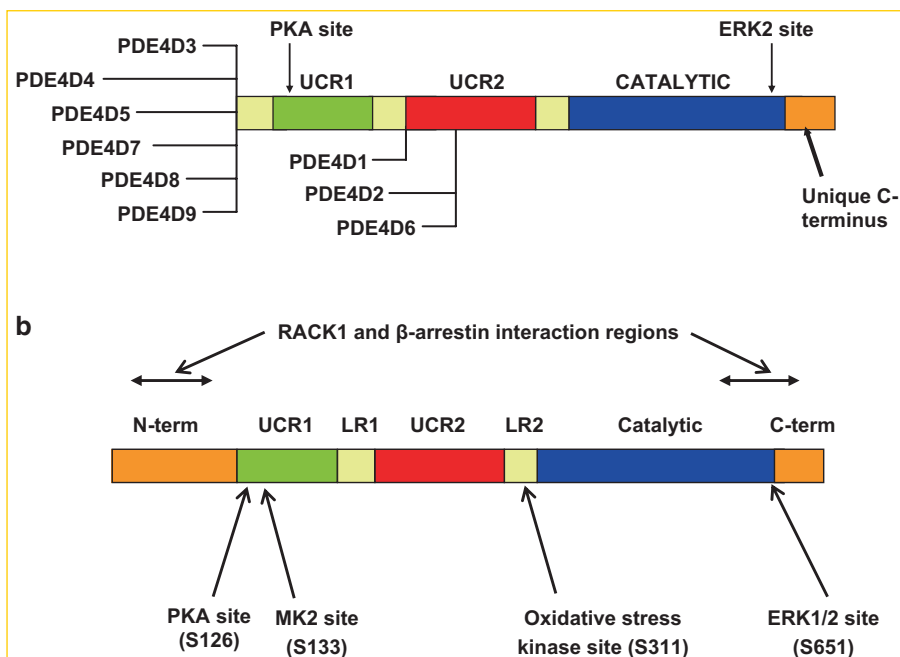 PKA site
ERK2 site
PDE4D3
PDE4D4
PDE4D5
PDE4D7
PDE4D8
PDE4D9
UCR1
UCR2
CATALYTIC
PDE4D1
PDE4D2
PDE4D6
Unique C-
terminus
b
RACK1 and β-arrestin interaction regions
N-term
UCR1
LR1
UCR2
LR2
Catalytic
C-term
PKA site
(S126)
MK2 site
(S133)
Oxidative stress
kinase site (S311)
ERK1/2 site
(S651)